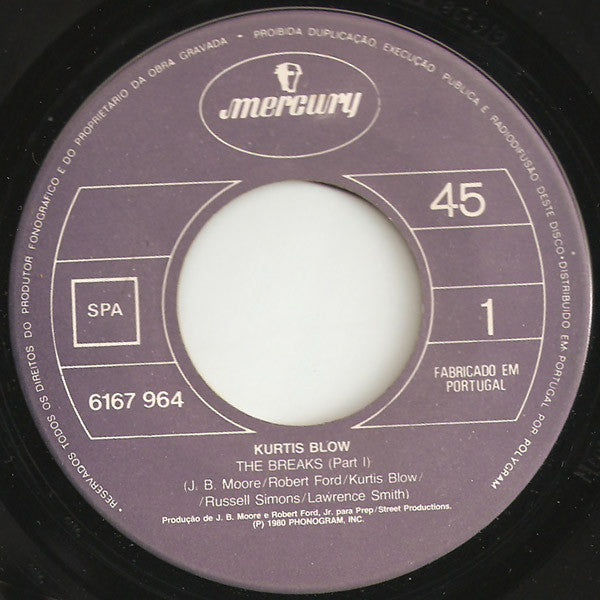 • RESERVADOS TODOS OS DIREITOS DO PRODUTOR FONOGRÁFICO E DO PROPRIETARIO DA OBRA GRAVADA • PROIBIDA DUPLICAÇÃO, EXECUÇÃO PUBLICA E RADIODIFUSÃO DESTE DISCO • DISTRIBUIDO EM PORTUGAL POR POLYGRAM
mercury
45
SPA
1
6167 964
FABRICADO EM
PORTUGAL
KURTIS BLOW
THE BREAKS (Part I)
(J. B. Moore/Robert Ford/Kurtis Blow/
/Russell Simons/Lawrence Smith)
Produção de J. B. Moore e Robert Ford, Jr. para Prep/Street Productions.
(P) 1980 PHONOGRAM, INC.